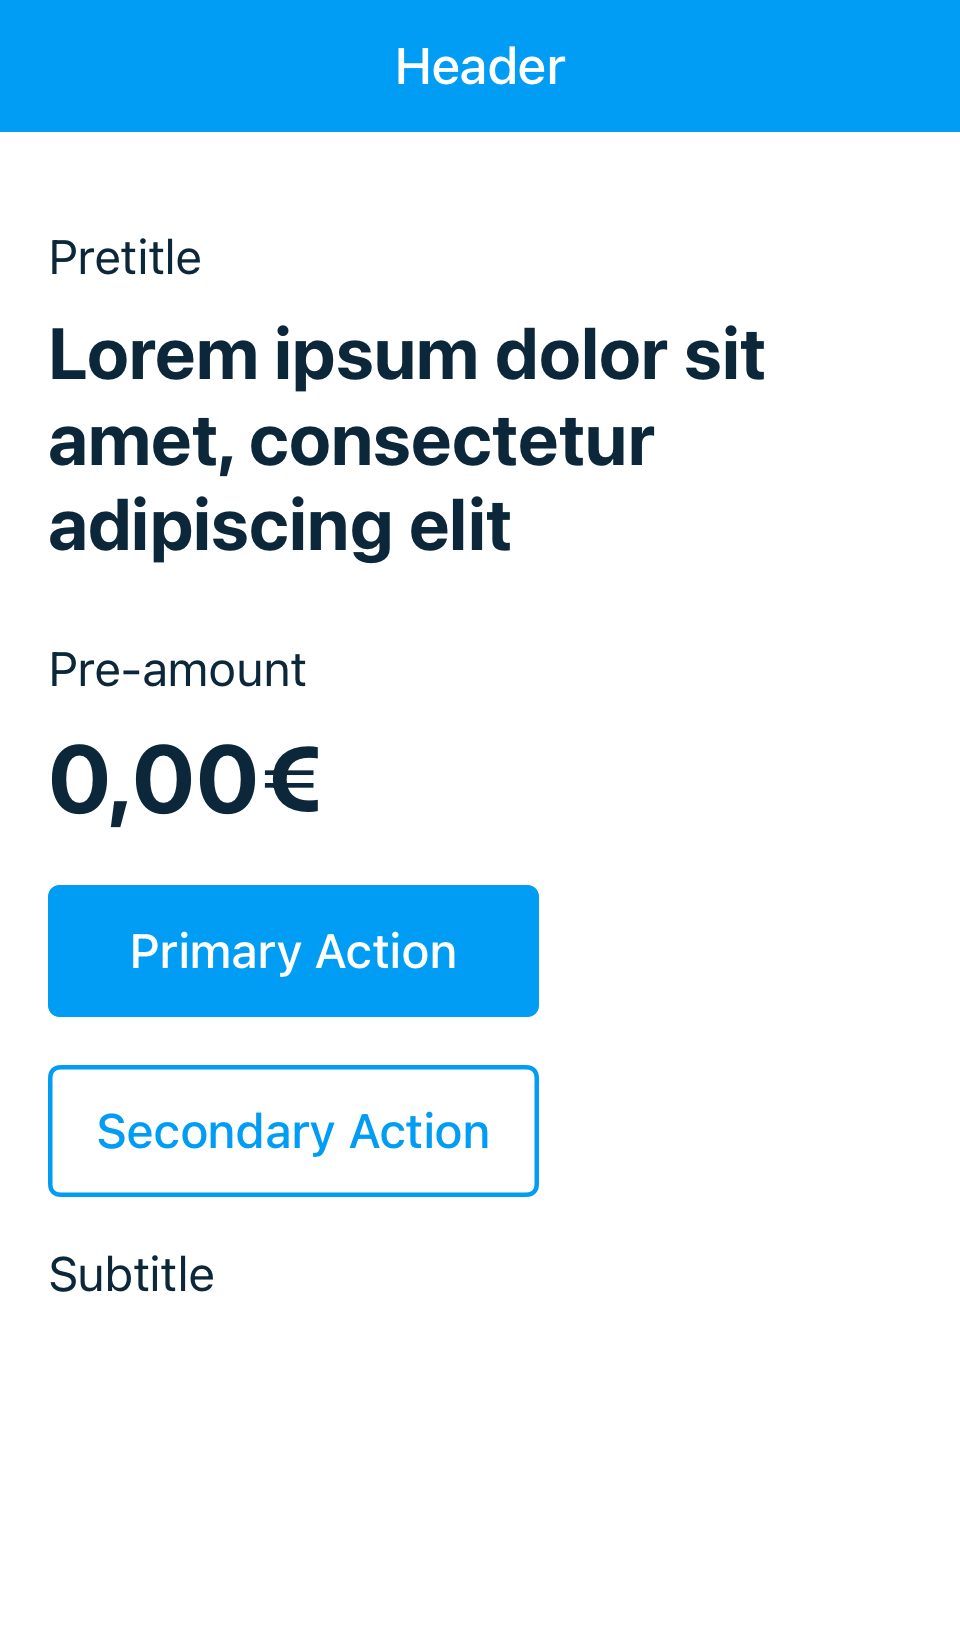 Header
Pretitle
Lorem ipsum dolor sit
amet, consectetur
adipiscing elit
Pre-amount
0,00€
Primary Action
Secondary Action
Subtitle